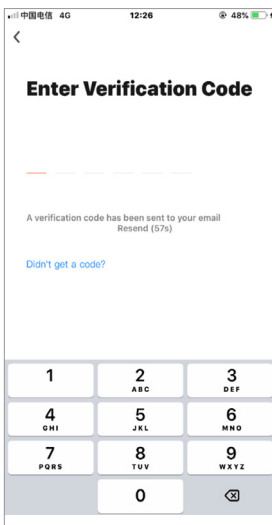 中国电信 4G 12:26 48%
Enter Verification Code
A verification code has been sent to your email
Resend (57s)
Didn't get a code?
1 2 3
ABC DEF
4 5 6
GHI JKL MNO
7 8 9
PQRS TUV WXYZ
0